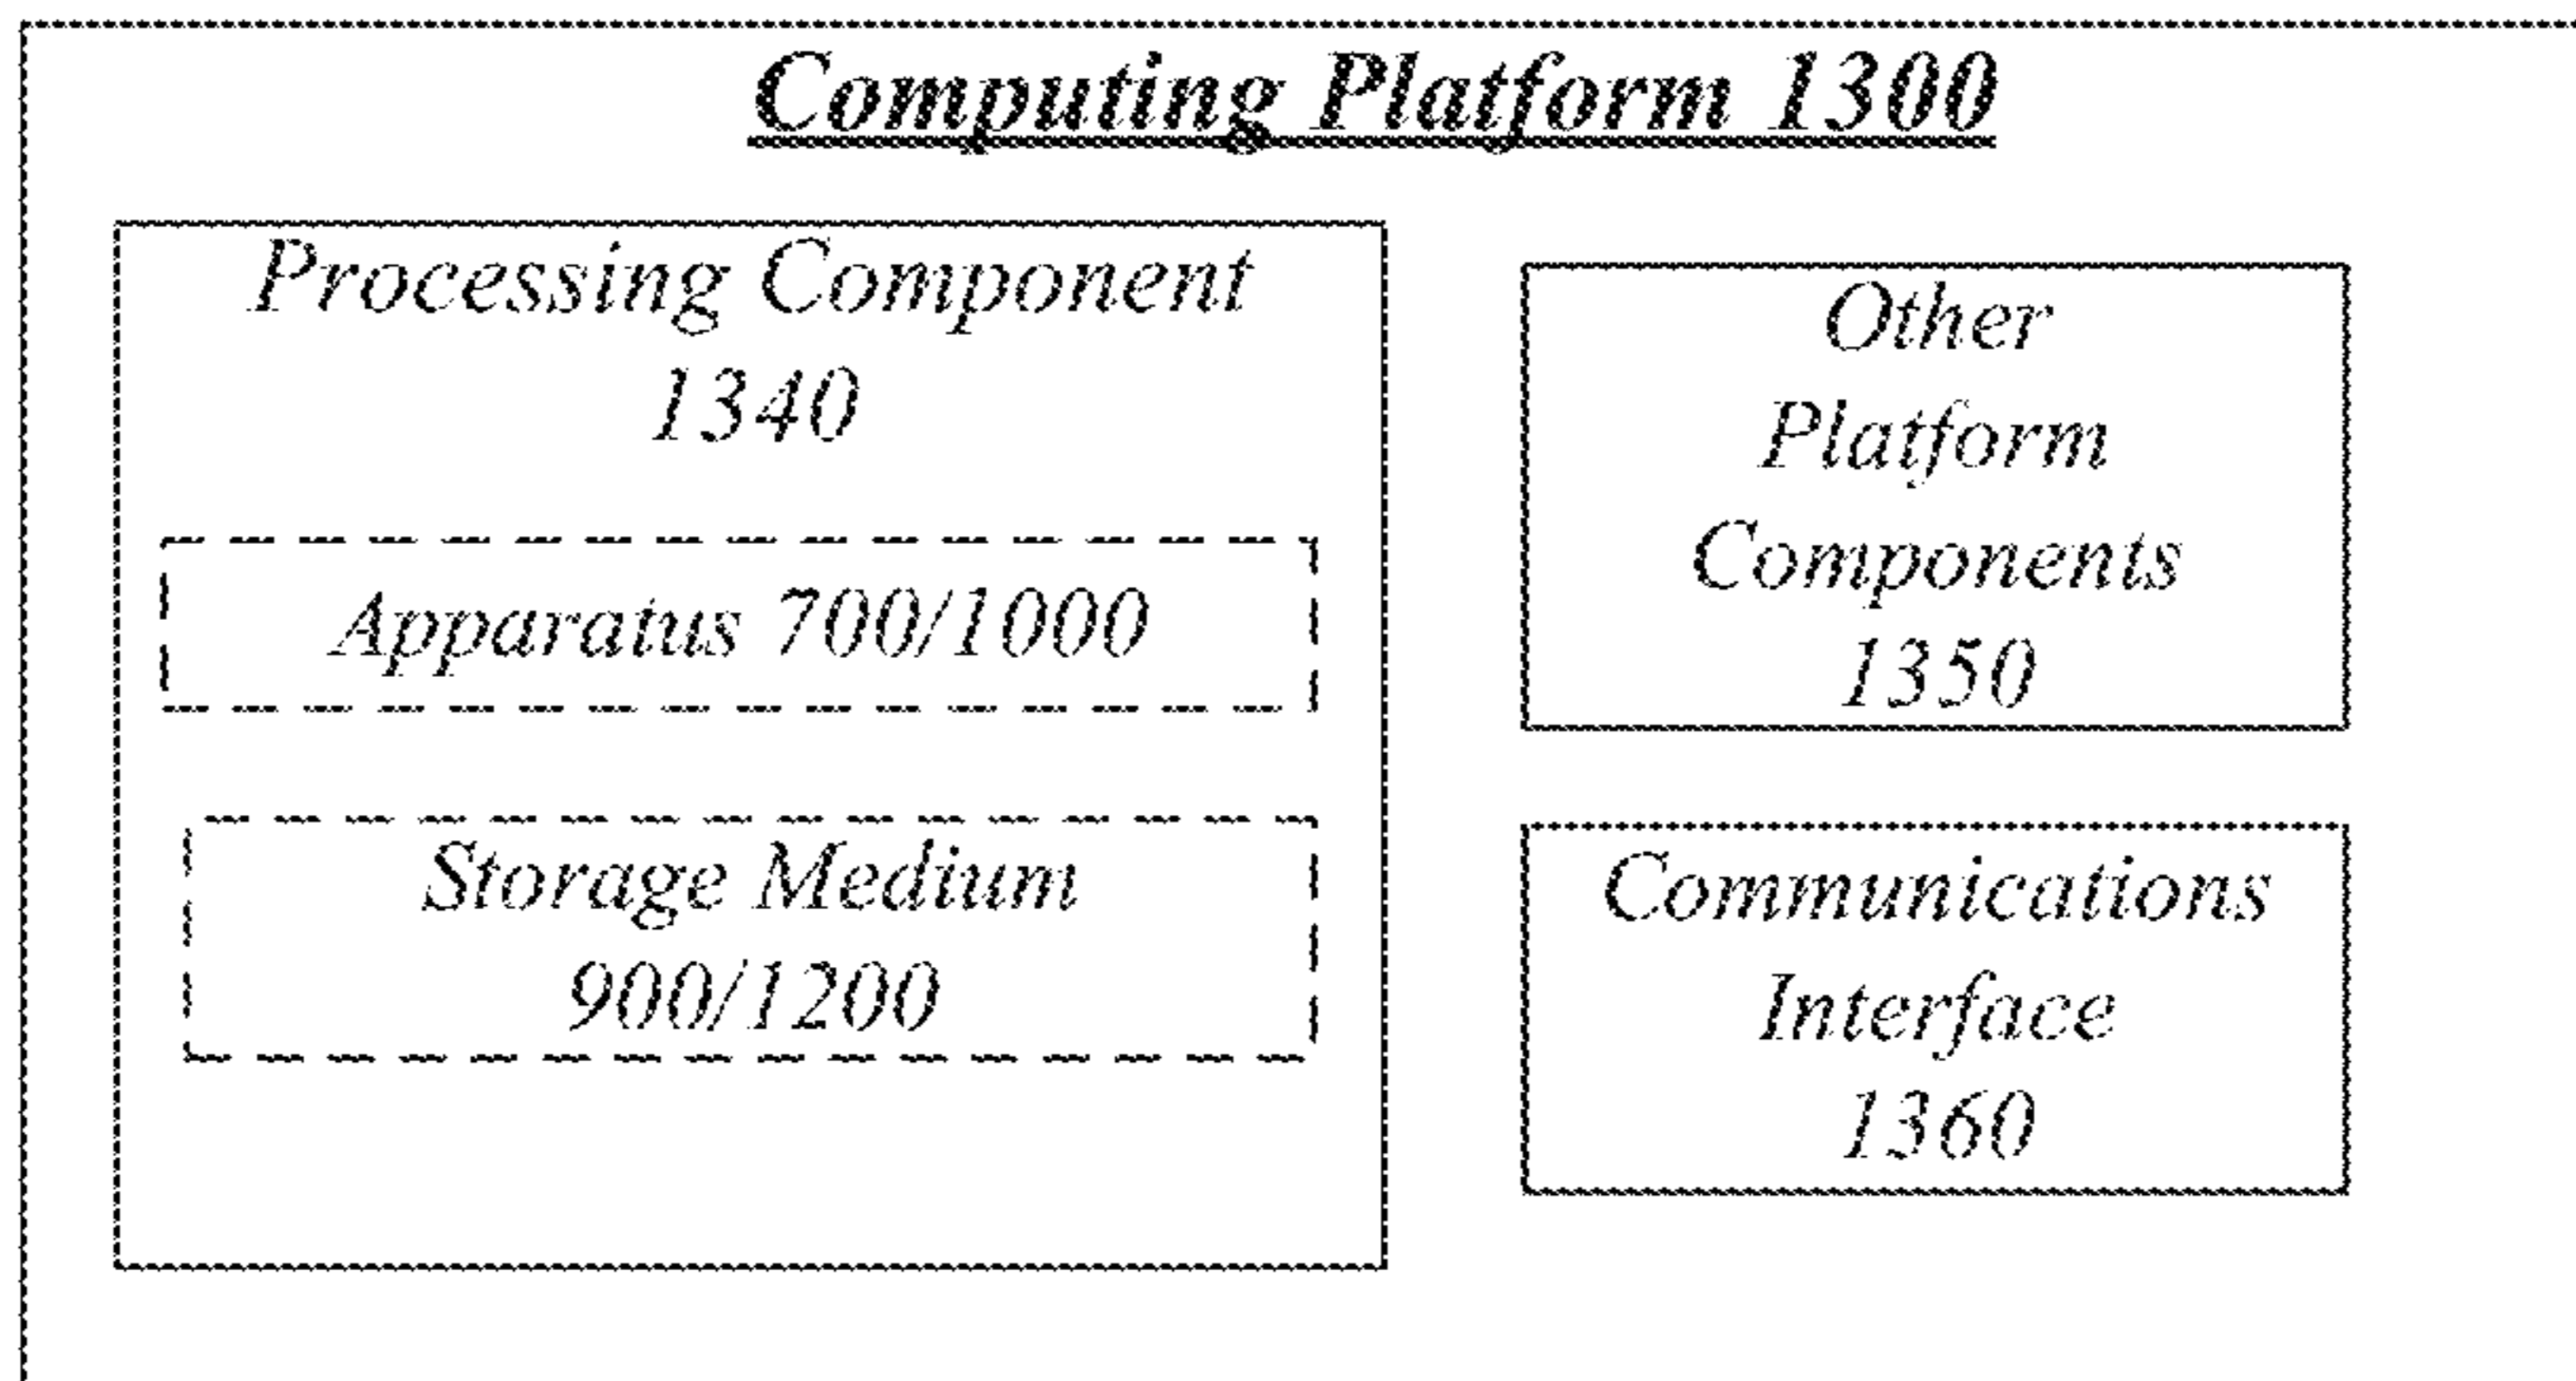 Computing Platform 1300
Processing Component
1340
Apparatus 700/1000
Storage Medium
900/1200
Other
Platform
Components
1350
Communications
Interface
1360